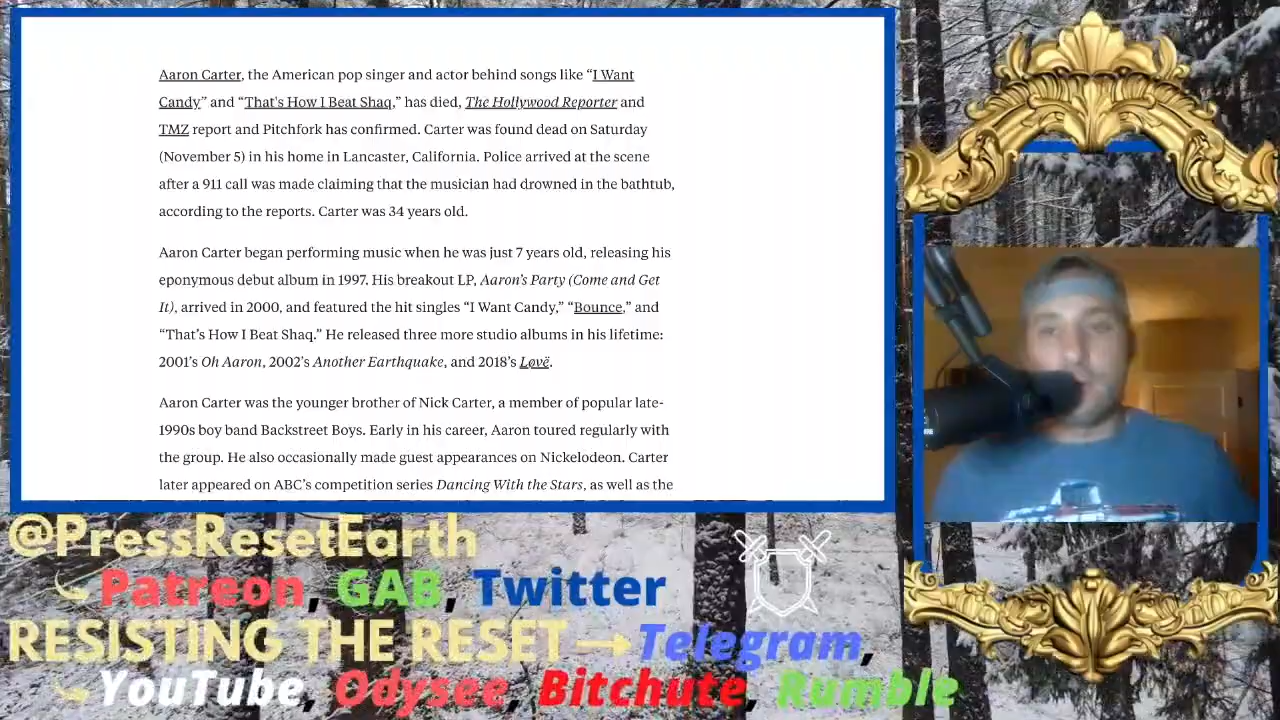 Aaron Carter, the American pop singer and actor behind songs like “I Want
Candy” and “That's How I Beat Shaq,” has died, The Hollywood Reporter and
TMZ report and Pitchfork has confirmed. Carter was found dead on Saturday
(November 5) in his home in Lancaster, California. Police arrived at the scene
after a 911 call was made claiming that the musician had drowned in the bathtub,
according to the reports. Carter was 34 years old.
Aaron Carter began performing music when he was just 7 years old, releasing his
eponymous debut album in 1997. His breakout LP, Aaron’s Party (Come and Get
It), arrived in 2000, and featured the hit singles “I Want Candy,” “Bounce,” and
“That’s How I Beat Shaq.” He released three more studio albums in his lifetime:
2001’s Oh Aaron, 2002’s Another Earthquake, and 2018’s Løvë.
Aaron Carter was the younger brother of Nick Carter, a member of popular late-
1990s boy band Backstreet Boys. Early in his career, Aaron toured regularly with
the group. He also occasionally made guest appearances on Nickelodeon. Carter
later appeared on ABC’s competition series Dancing With the Stars, as well as the
@PressResetEarth
Patreon, GAB, Twitter
RESISTING THE RESET → Telegram,
YouTube, Odysee, Bitchute, Rumble